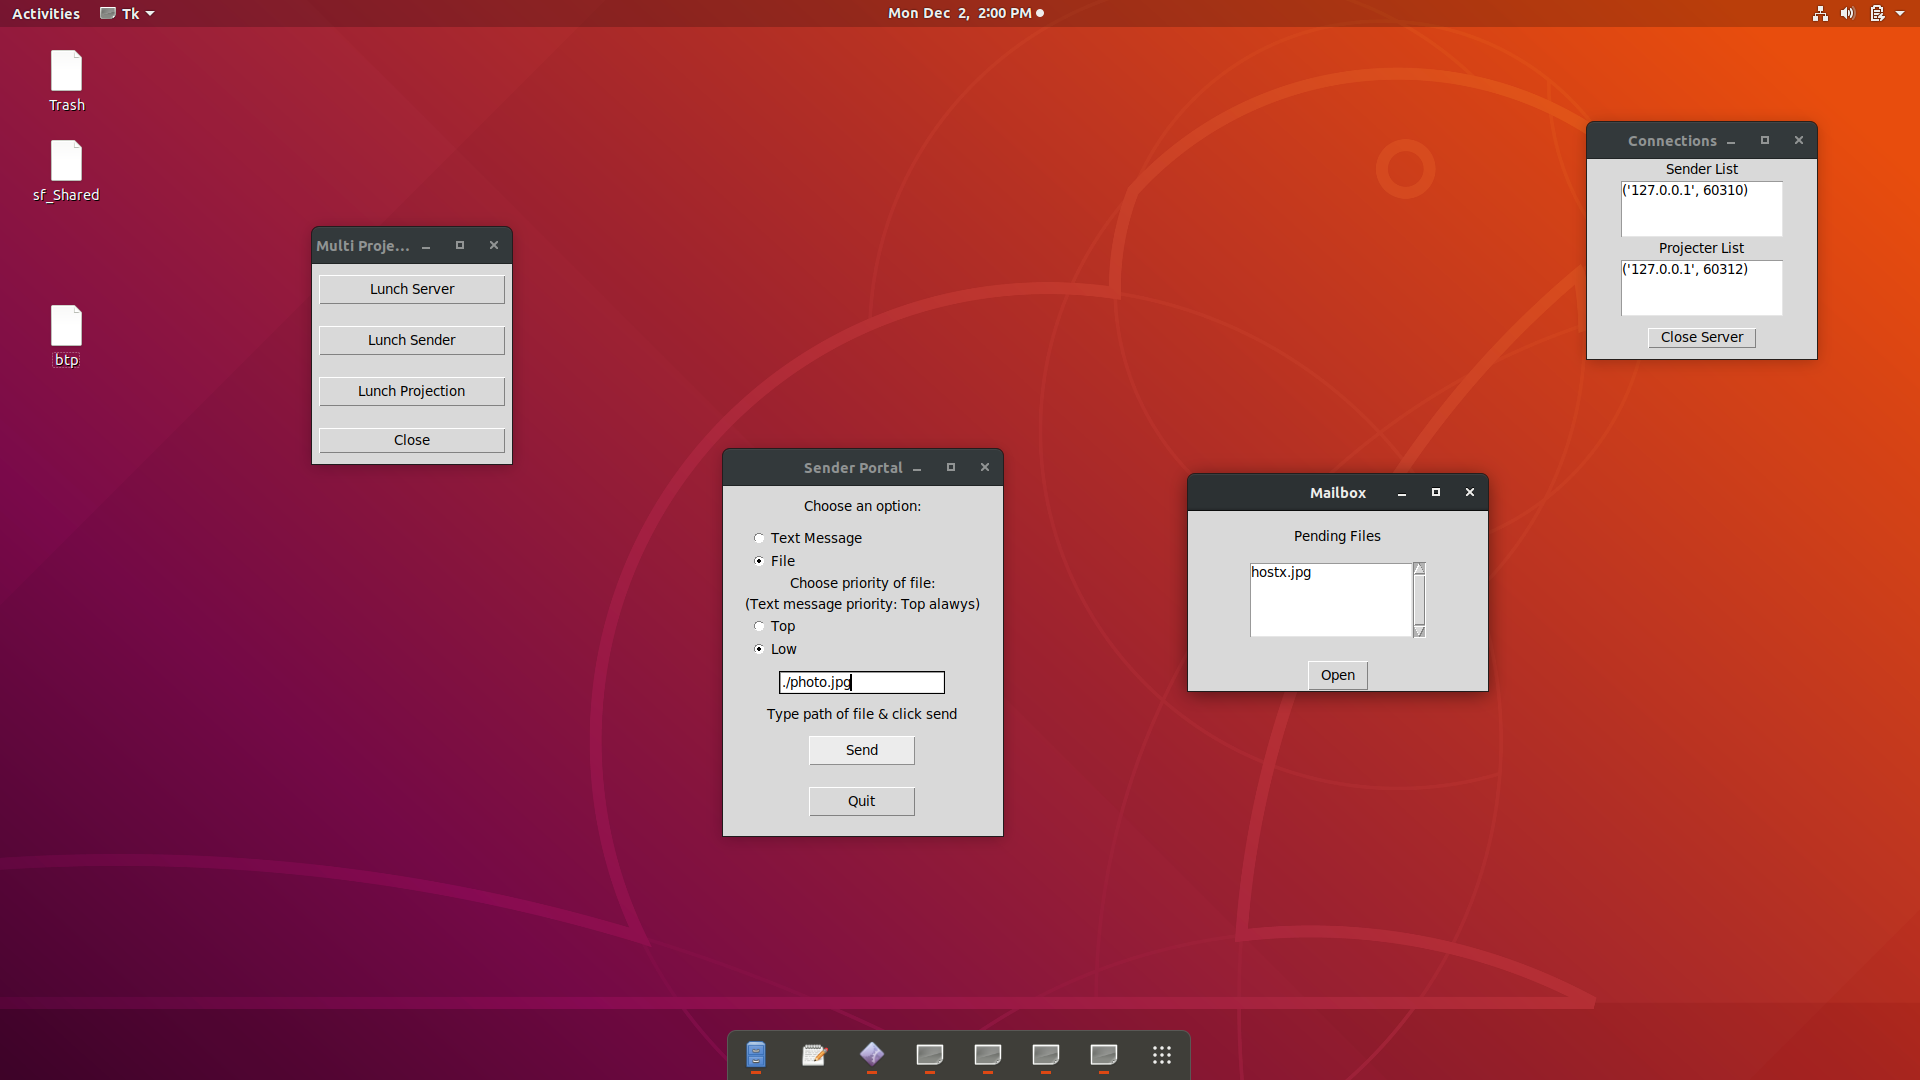 Activities
Tk
Mon Dec 2, 2:00 PM
Trash
sf_Shared
btp
Multi Proje...
Lunch Server
Lunch Sender
Lunch Projection
Close
Sender Portal
Choose an option:
Text Message
File
Choose priority of file:
(Text message priority: Top alawys)
Top
Low
./photo.jpg
Type path of file & click send
Send
Quit
Mailbox
Pending Files
hostx.jpg
Open
Connections
Sender List
('127.0.0.1', 60310)
Projecter List
('127.0.0.1', 60312)
Close Server